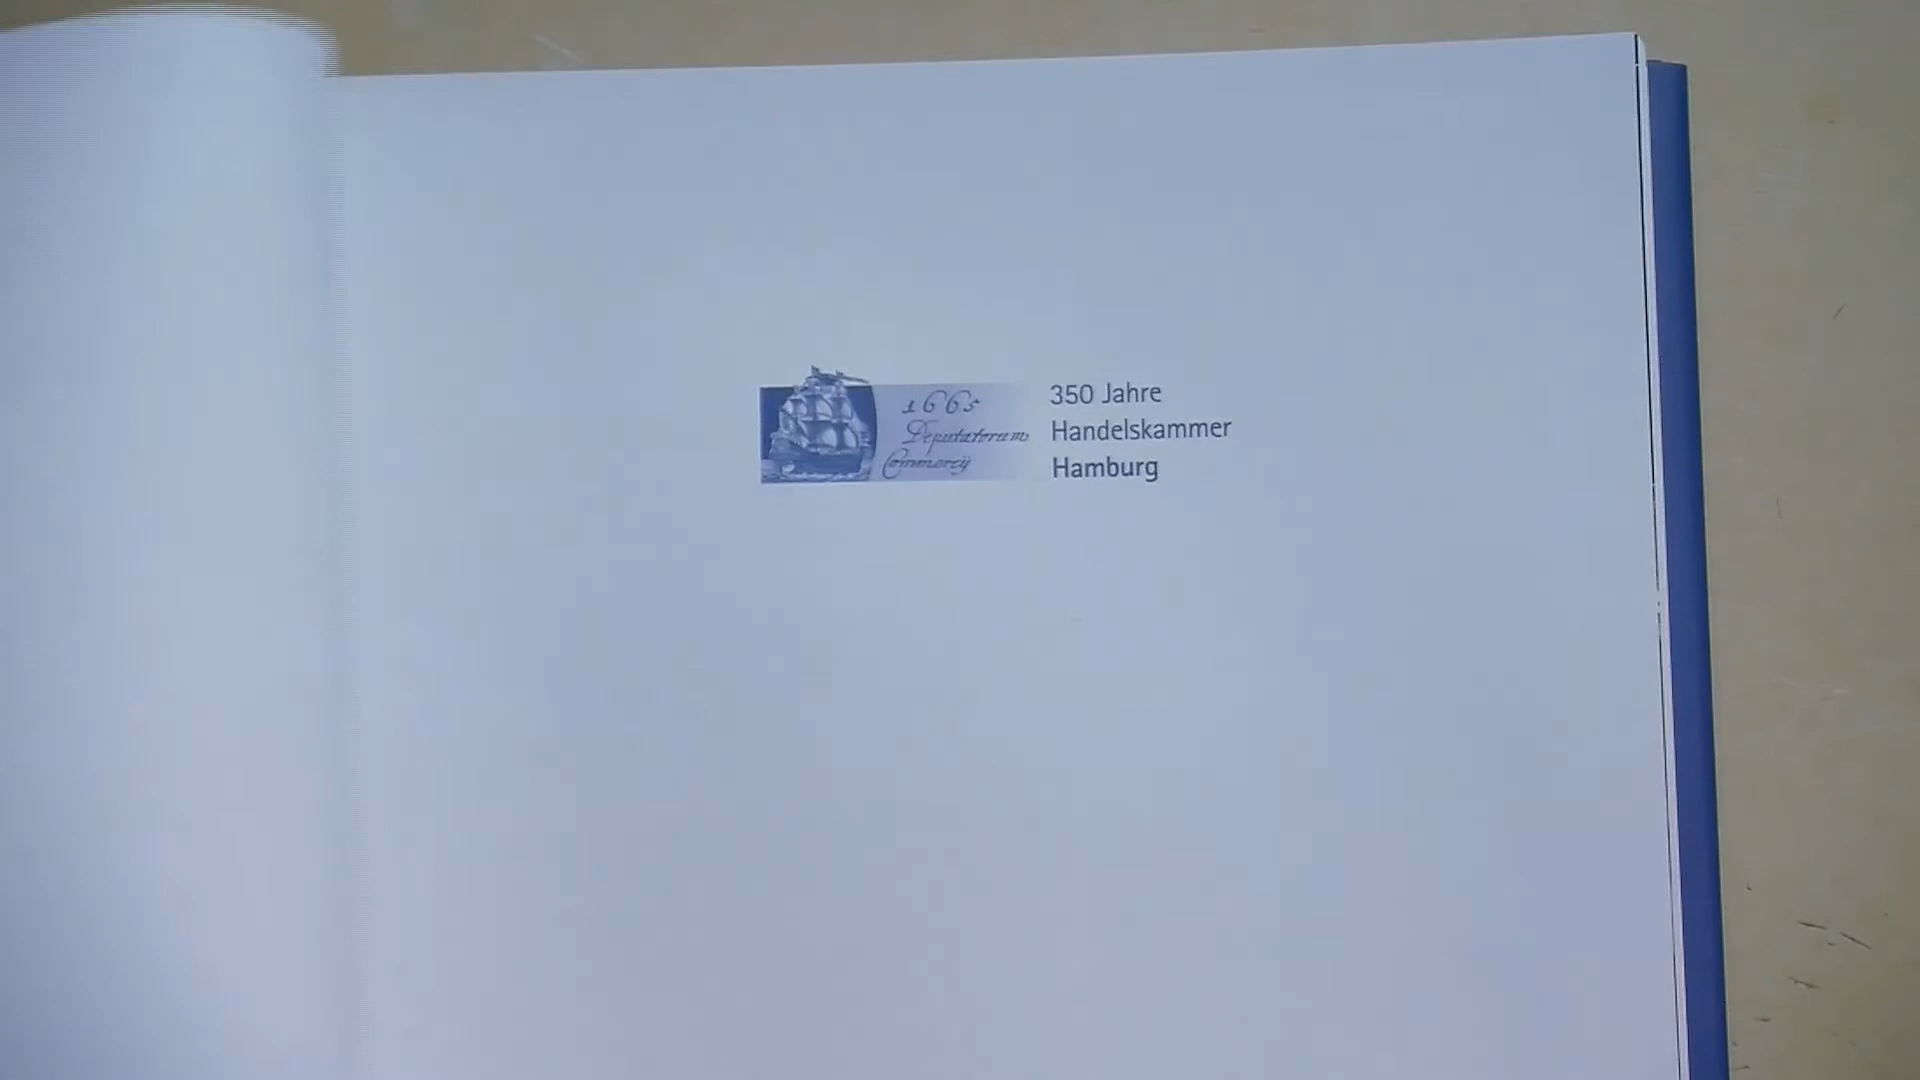 1665
Deputatorum
Commercij
350 Jahre
Handelskammer
Hamburg